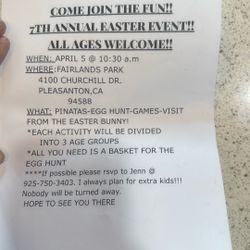 COME JOIN THE FUN!!
7TH ANNUAL EASTER EVENT!!
ALL AGES WELCOME!!
WHEN: APRIL 5 @ 10:30 a.m
WHERE: FAIRLANDS PARK
4100 CHURCHILL DR.
PLEASANTON,CA
94588
WHAT: PINATAS-EGG HUNT-GAMES-VISIT
FROM THE EASTER BUNNY!
*EACH ACTIVITY WILL BE DIVIDED
INTO 3 AGE GROUPS
*ALL YOU NEED IS A BASKET FOR THE
EGG HUNT
****If possible please rsvp to Jenn @
925-750-3403. I always plan for extra kids!!!
Nobody will be turned away.
HOPE TO SEE YOU THERE